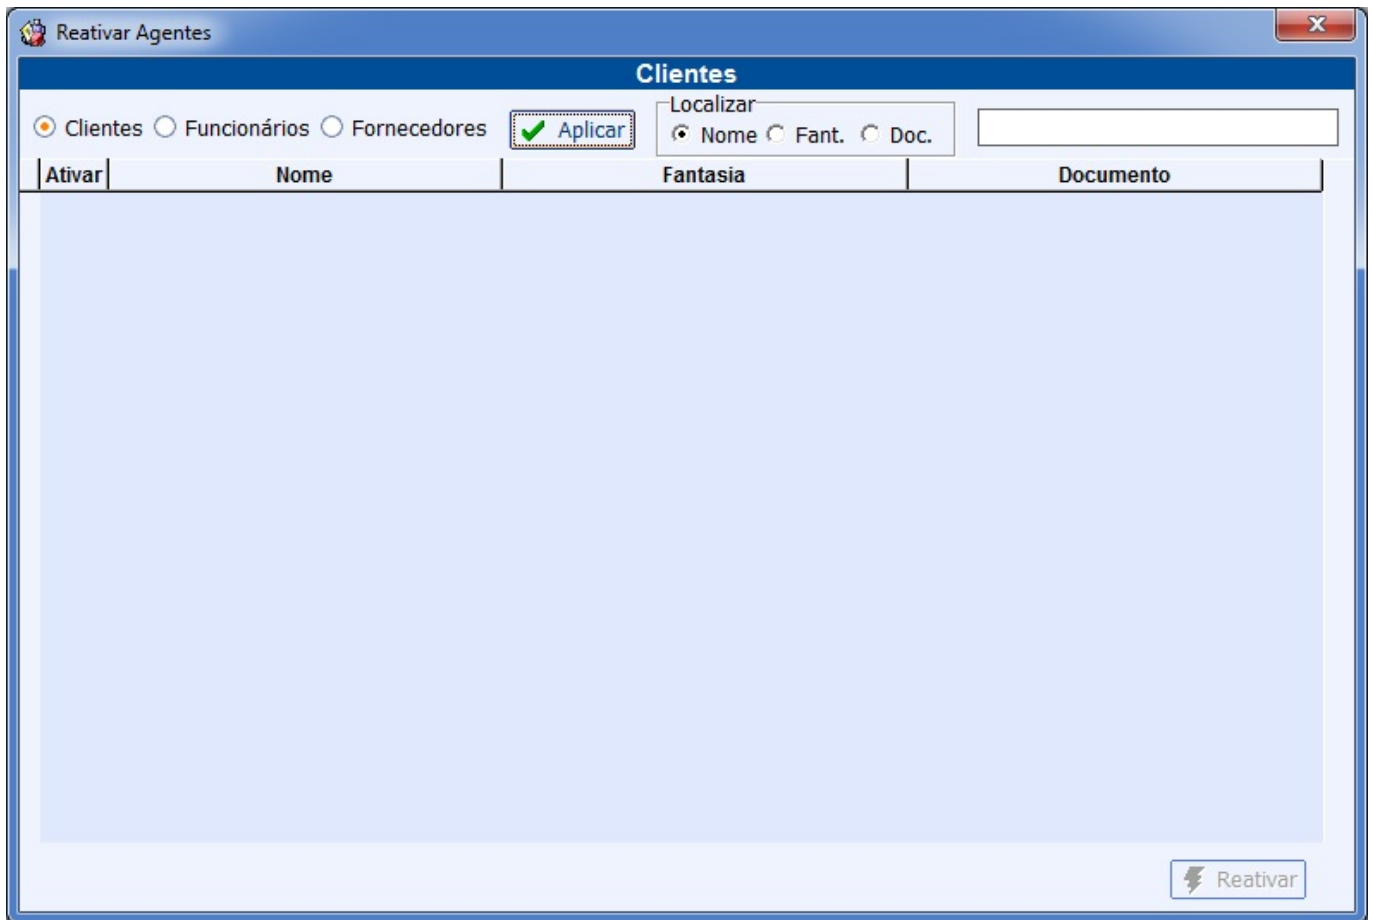 Reativar Agentes
Clientes
Clientes Funcionários Fornecedores Aplicar Localizar Nome Fant. Doc.
Ativar Nome Fantasia Documento
Reativar